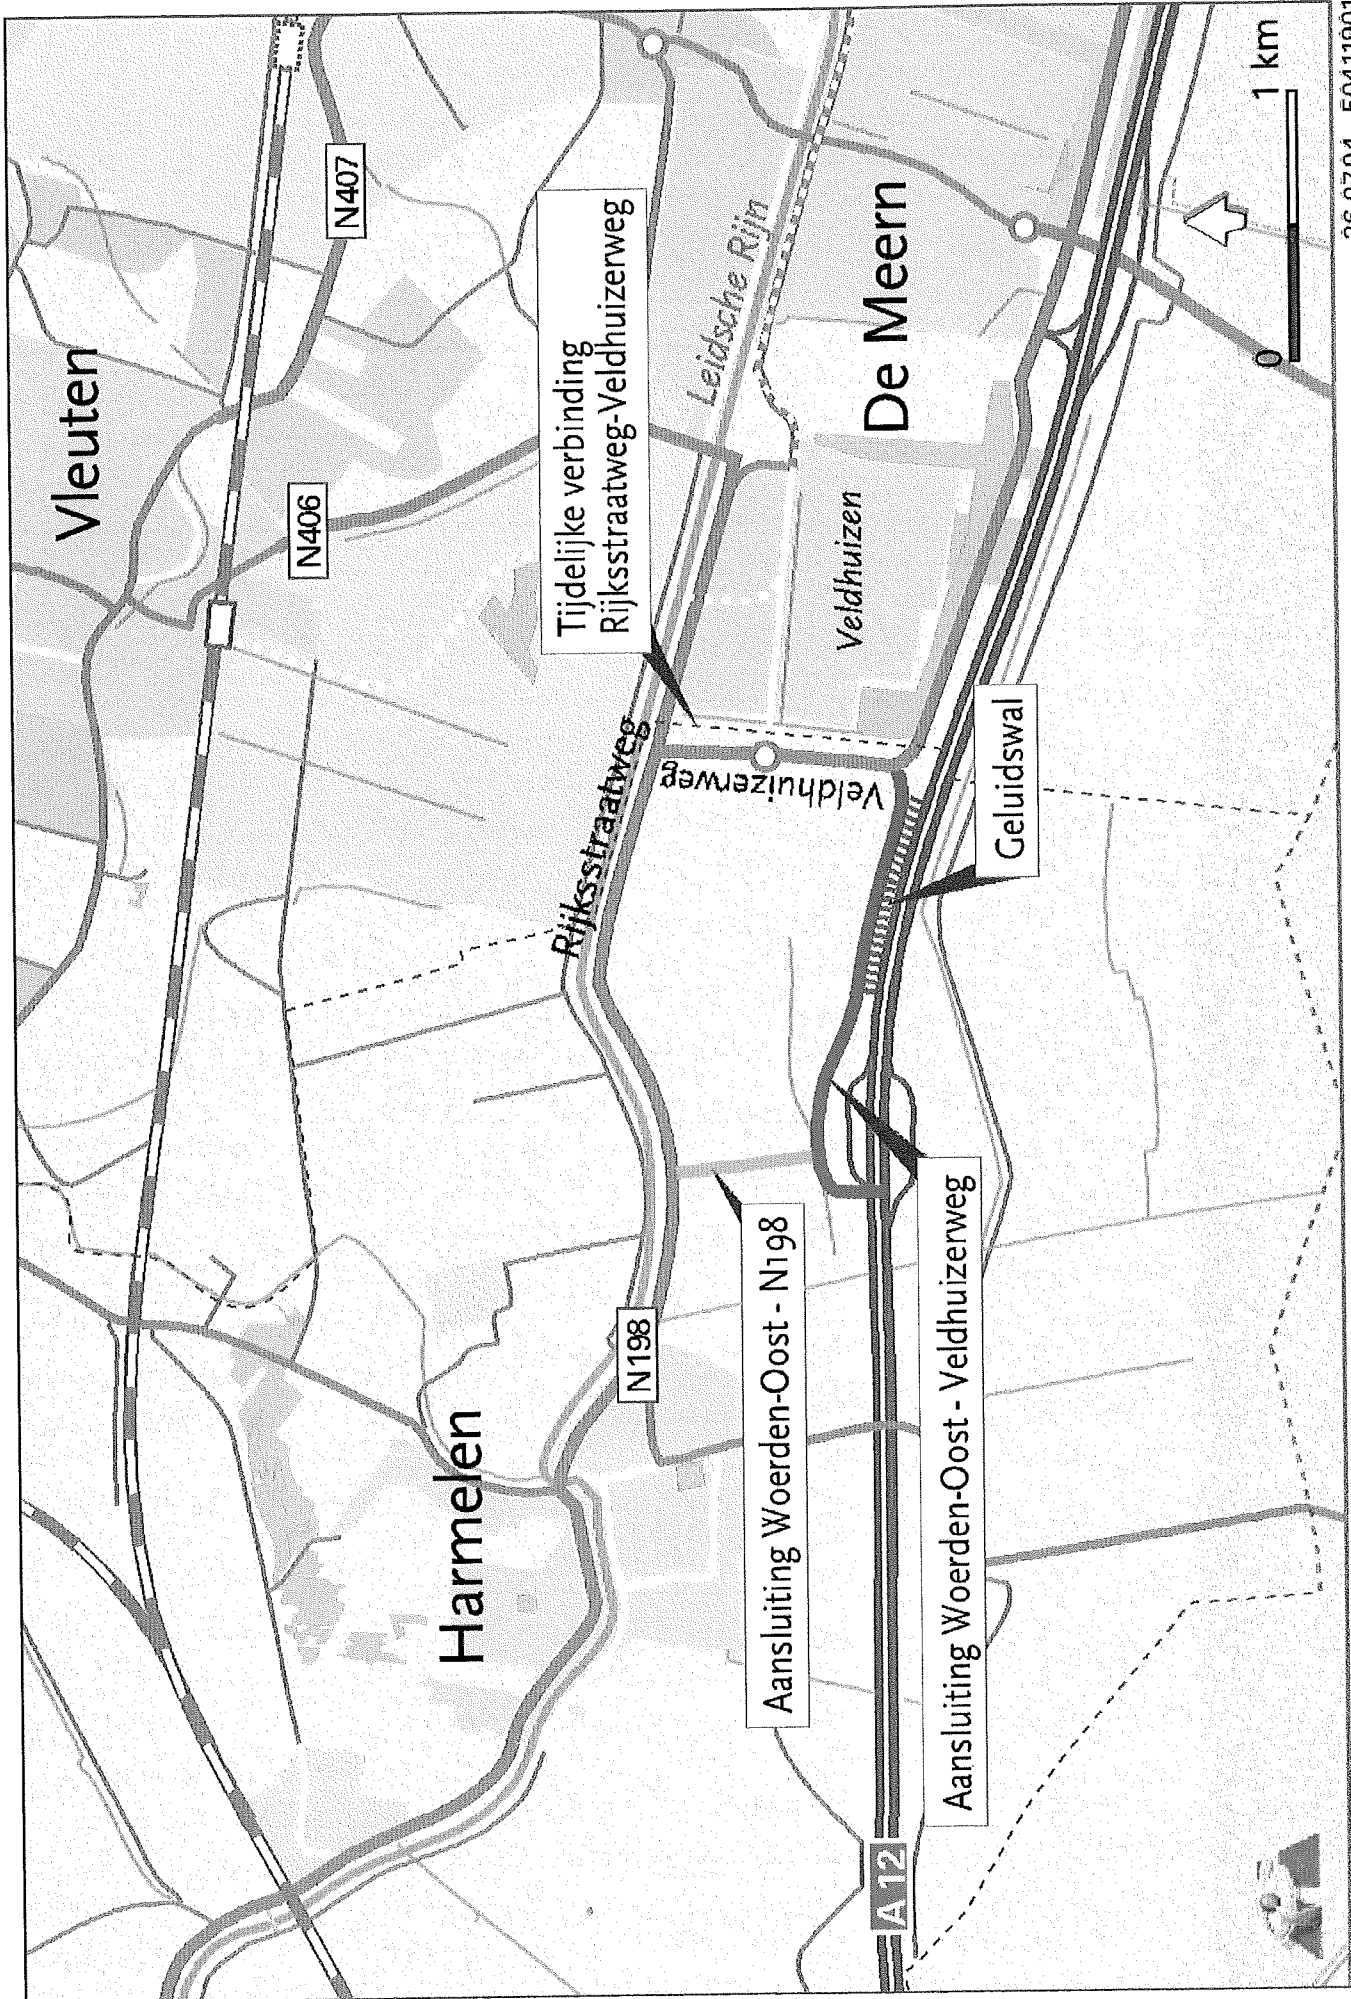 Vleuten
N407
N406
Tijdelijke verbinding
Rijksstraatweg-Veldhuizerweg
Leidsche Rijn
De Meern
Veldhuizen
Rijksstraatweg
Veldhuizerweg
Geluidswal
Harmelen
N198
Aansluiting Woerden-Oost - N198
Aansluiting Woerden-Oost - Veldhuizerweg
A 12
0
1 km